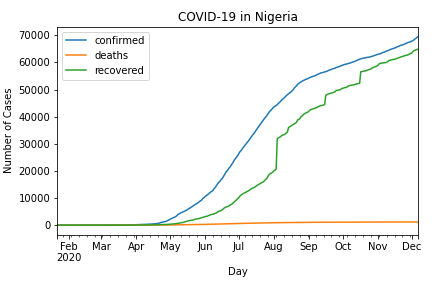 COVID-19 in Nigeria
confirmed
deaths
recovered
Number of Cases
70000
60000
50000
40000
30000
20000
10000
0
Feb Mar Apr May Jun Jul Aug Sep Oct Nov Dec
2020
Day